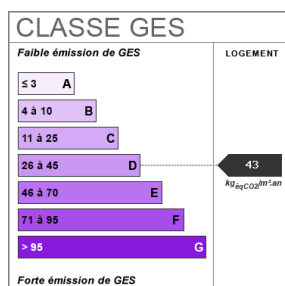 CLASSE GES
Faible émission de GES
LOGEMENT
≤ 3 A
4 à 10 B
11 à 25 C
26 à 45 D
43
kgéqCO2/m².an
46 à 70 E
71 à 95 F
> 95 G
Forte émission de GES